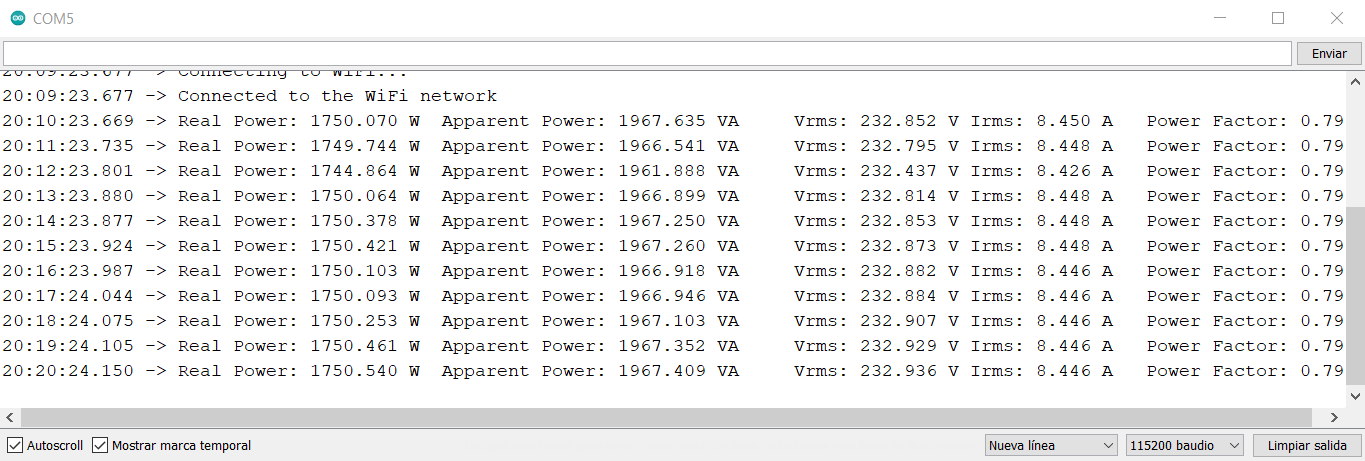 COM5
Enviar
20:09:23.677 -> Connecting to WiFi...
20:09:23.677 -> Connected to the WiFi network
20:10:23.669 -> Real Power: 1750.070 W  Apparent Power: 1967.635 VA     Vrms: 232.852 V Irms: 8.450 A   Power Factor: 0.79
20:11:23.735 -> Real Power: 1749.744 W  Apparent Power: 1966.541 VA     Vrms: 232.795 V Irms: 8.448 A   Power Factor: 0.79
20:12:23.801 -> Real Power: 1744.864 W  Apparent Power: 1961.888 VA     Vrms: 232.437 V Irms: 8.426 A   Power Factor: 0.79
20:13:23.880 -> Real Power: 1750.064 W  Apparent Power: 1966.899 VA     Vrms: 232.814 V Irms: 8.448 A   Power Factor: 0.79
20:14:23.877 -> Real Power: 1750.378 W  Apparent Power: 1967.250 VA     Vrms: 232.853 V Irms: 8.448 A   Power Factor: 0.79
20:15:23.924 -> Real Power: 1750.421 W  Apparent Power: 1967.260 VA     Vrms: 232.873 V Irms: 8.448 A   Power Factor: 0.79
20:16:23.987 -> Real Power: 1750.103 W  Apparent Power: 1966.918 VA     Vrms: 232.882 V Irms: 8.446 A   Power Factor: 0.79
20:17:24.044 -> Real Power: 1750.093 W  Apparent Power: 1966.946 VA     Vrms: 232.884 V Irms: 8.446 A   Power Factor: 0.79
20:18:24.075 -> Real Power: 1750.253 W  Apparent Power: 1967.103 VA     Vrms: 232.907 V Irms: 8.446 A   Power Factor: 0.79
20:19:24.105 -> Real Power: 1750.461 W  Apparent Power: 1967.352 VA     Vrms: 232.929 V Irms: 8.446 A   Power Factor: 0.79
20:20:24.150 -> Real Power: 1750.540 W  Apparent Power: 1967.409 VA     Vrms: 232.936 V Irms: 8.446 A   Power Factor: 0.79
Autoscroll Mostrar marca temporal Nueva línea 115200 baudio Limpiar salida